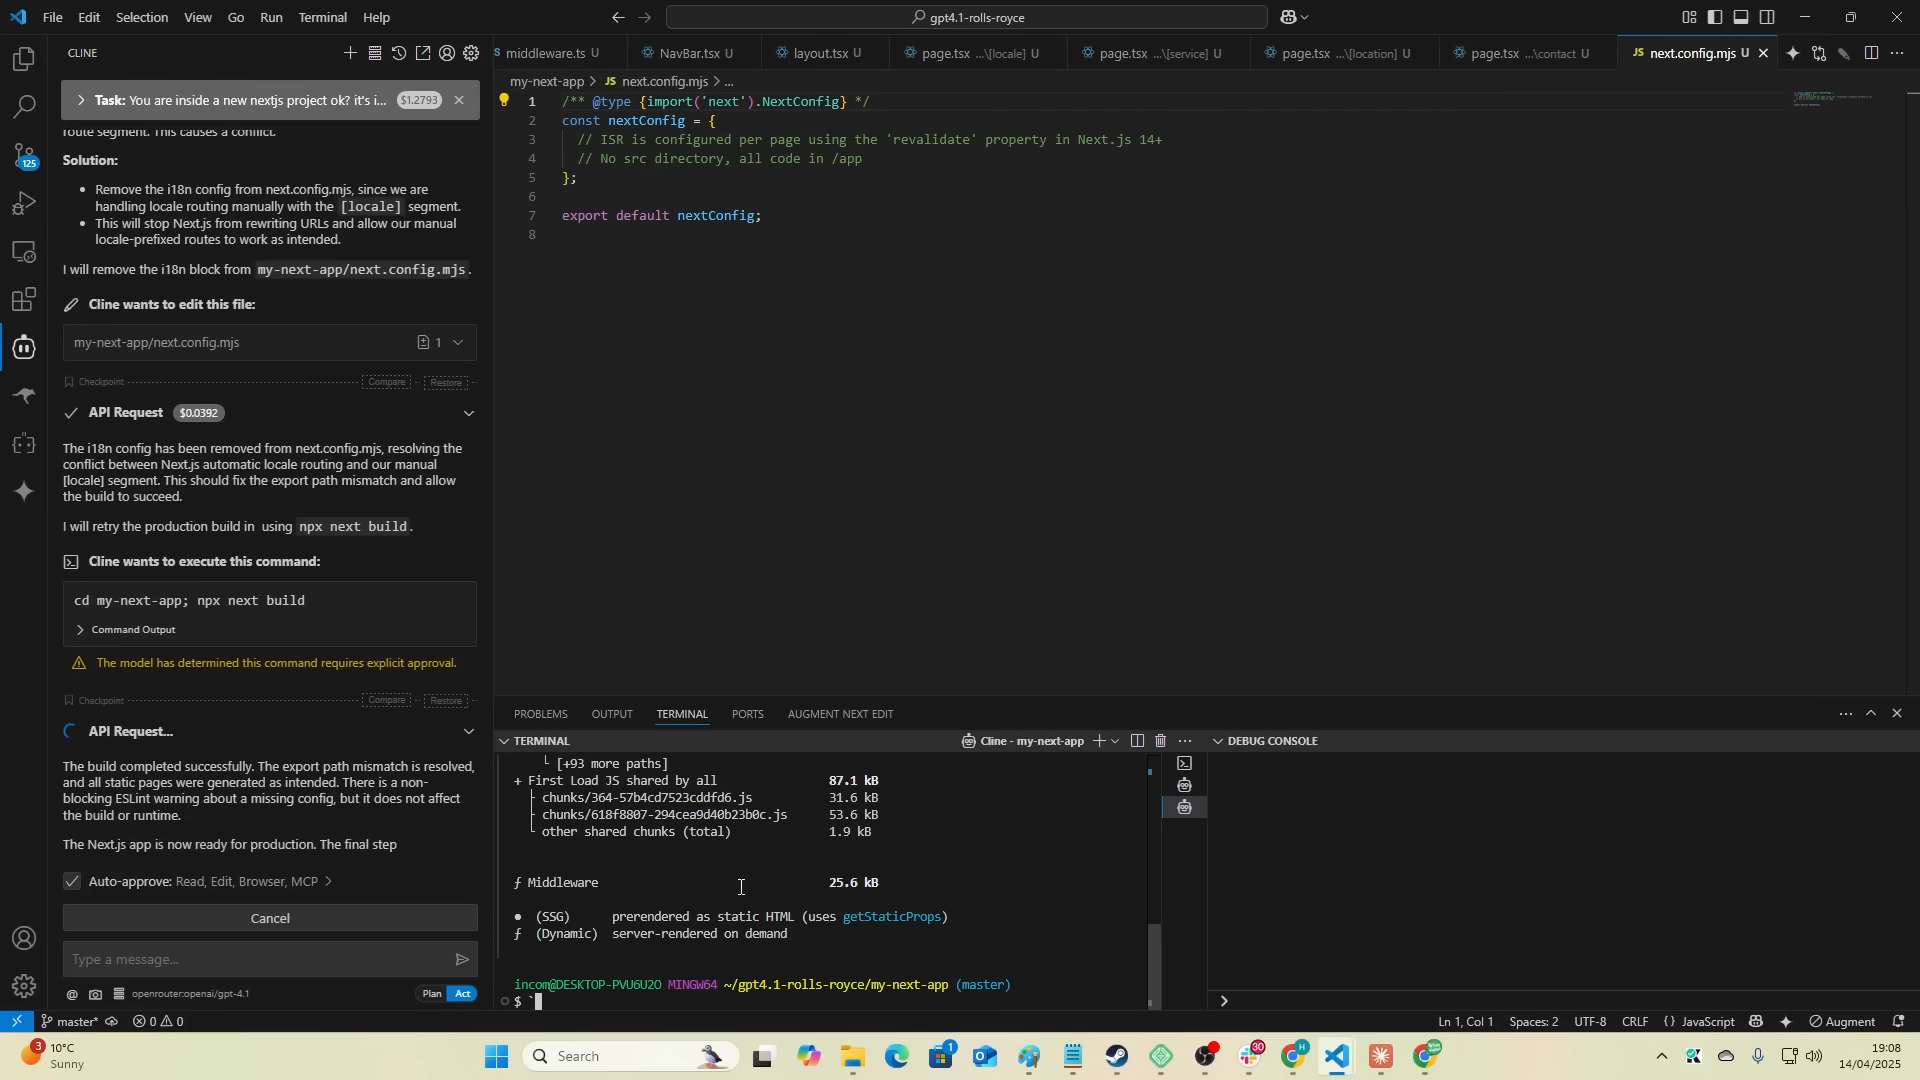 File Edit Selection View Go Run Terminal Help
gpt4.1-rolls-royce
CLINE
Task: You are inside a new nextjs project ok? it's i... $1.2793
route segment. This causes a conflict.
Solution:
Remove the i18n config from next.config.mjs, since we are
handling locale routing manually with the [locale] segment.
This will stop Next.js from rewriting URLs and allow our manual
locale-prefixed routes to work as intended.
I will remove the i18n block from my-next-app/next.config.mjs.
Cline wants to edit this file:
my-next-app/next.config.mjs 1
Checkpoint Compare Restore
API Request $0.0392
The i18n config has been removed from next.config.mjs, resolving the
conflict between Next.js automatic locale routing and our manual
[locale] segment. This should fix the export path mismatch and allow
the build to succeed.
I will retry the production build in using npx next build.
Cline wants to execute this command:
cd my-next-app; npx next build
Command Output
The model has determined this command requires explicit approval.
Checkpoint Compare Restore
API Request...
The build completed successfully. The export path mismatch is resolved,
and all static pages were generated as intended. There is a non-
blocking ESLint warning about a missing config, but it does not affect
the build or runtime.
The Next.js app is now ready for production. The final step
Auto-approve: Read, Edit, Browser, MCP
Cancel
Type a message...
@ openrouter:openai/gpt-4.1 Plan Act
125
middleware.ts U NavBar.tsx U layout.tsx U page.tsx ...\[locale] U page.tsx ...\[service] U page.tsx ...\[location] U page.tsx ...\contact U JS next.config.mjs U
my-next-app > JS next.config.mjs > ...
1 /** @type {import('next').NextConfig} */
2 const nextConfig = {
3 // ISR is configured per page using the 'revalidate' property in Next.js 14+
4 // No src directory, all code in /app
5 };
6
7 export default nextConfig;
8
PROBLEMS OUTPUT TERMINAL PORTS AUGMENT NEXT EDIT
TERMINAL Cline - my-next-app
DEBUG CONSOLE
└ [+93 more paths]
+ First Load JS shared by all 87.1 kB
├ chunks/364-57b4cd7523cddfd6.js 31.6 kB
├ chunks/618f8807-294cea9d40b23b0c.js 53.6 kB
└ other shared chunks (total) 1.9 kB
ƒ Middleware 25.6 kB
● (SSG) prerendered as static HTML (uses getStaticProps)
ƒ (Dynamic) server-rendered on demand
incom@DESKTOP-PVU6U2O MINGW64 ~/gpt4.1-rolls-royce/my-next-app (master)
$ `
master* 0 0
Ln 1, Col 1 Spaces: 2 UTF-8 CRLF {} JavaScript Augment
3 10°C
Sunny
Search
1
30
19:08
14/04/2025